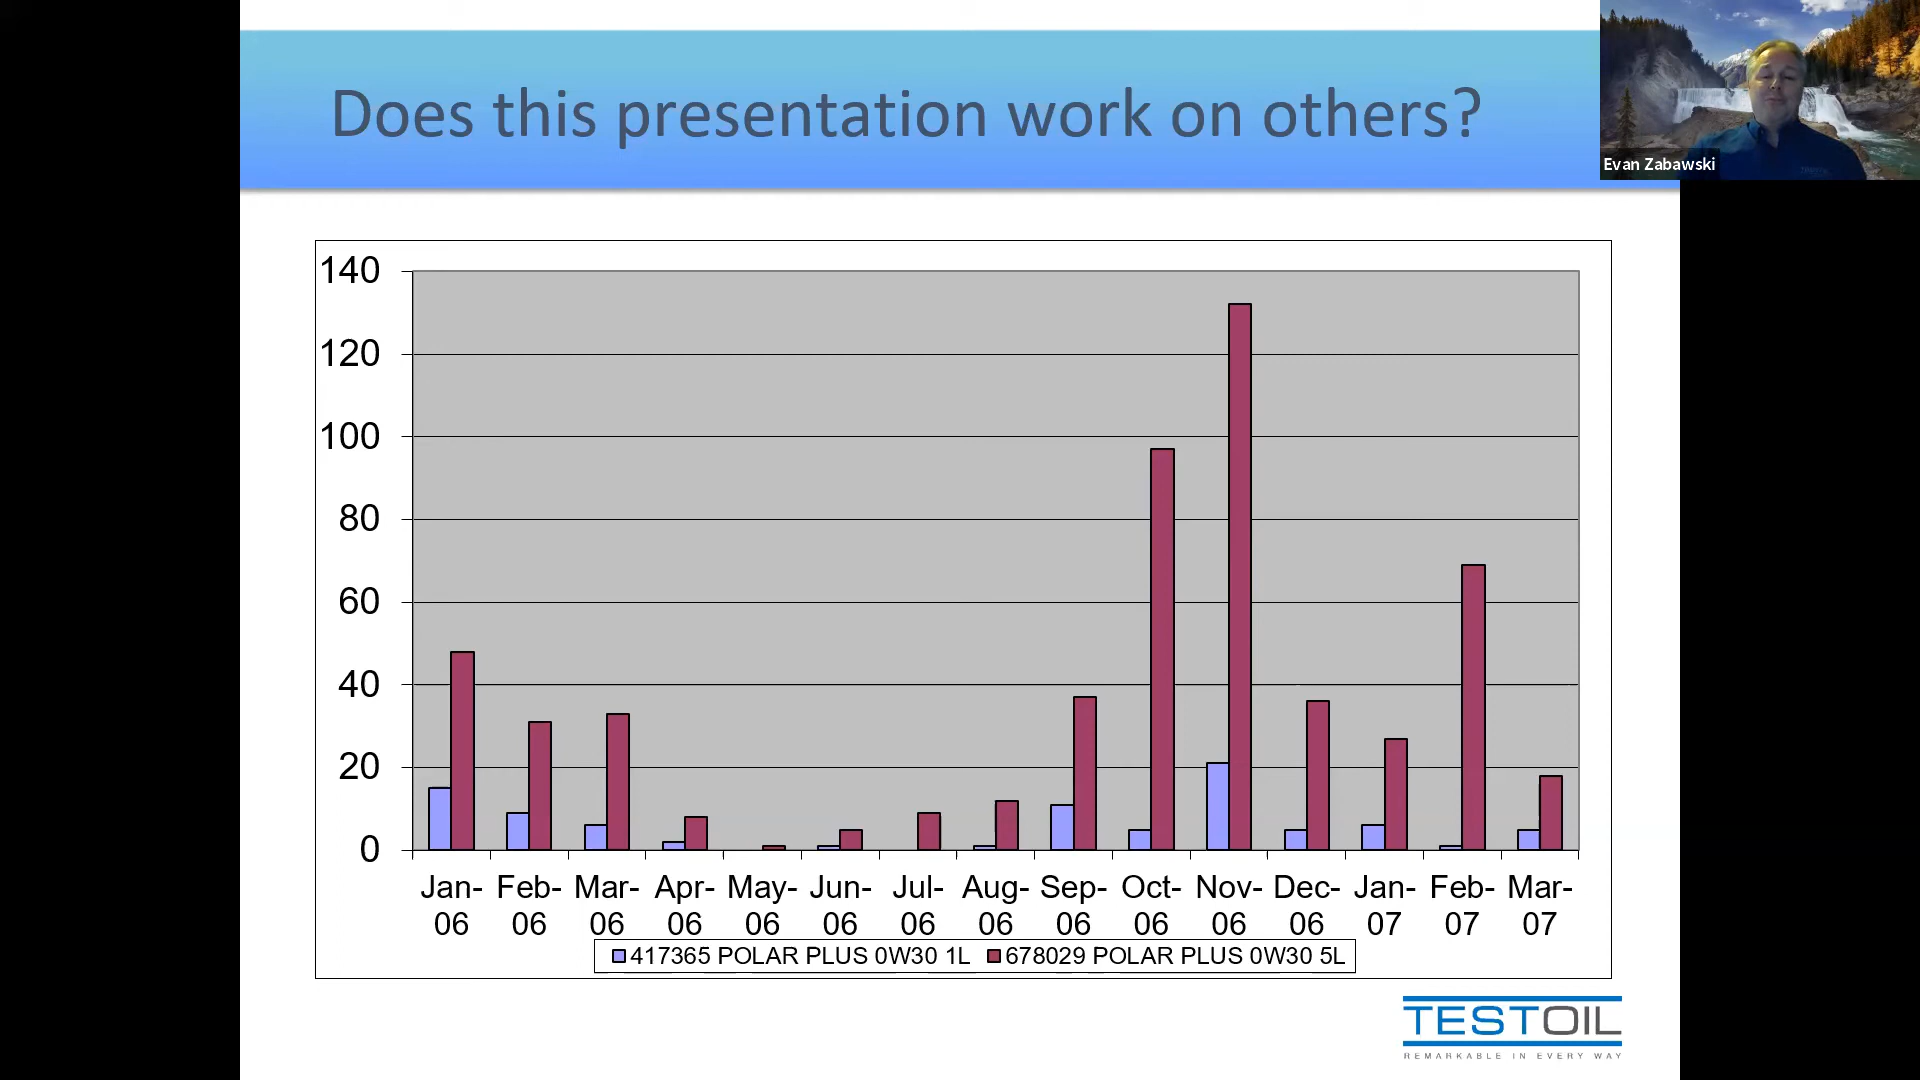 Does this presentation work on others?
Evan Zabawski
140
120
100
80
60
40
20
0
Jan-06 Feb-06 Mar-06 Apr-06 May-06 Jun-06 Jul-06 Aug-06 Sep-06 Oct-06 Nov-06 Dec-06 Jan-07 Feb-07 Mar-07
417365 POLAR PLUS 0W30 1L 678029 POLAR PLUS 0W30 5L
TESTOIL
REMARKABLE IN EVERY WAY